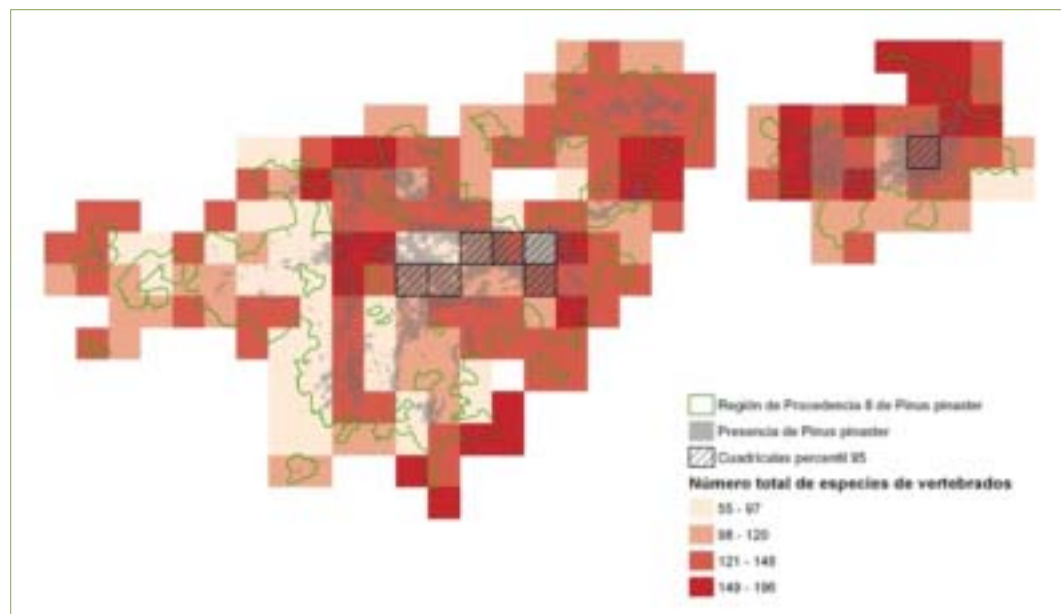 Región de Procedencia 8 de Pinus pinaster
Presencia de Pinus pinaster
Cuadrículas percentil 95
Número total de especies de vertebrados
55 - 97
98 - 120
121 - 148
149 - 196